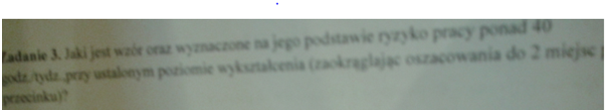 Zadanie 3. Jaki jest wzór oraz wyznaczone na jego podstawie ryzyko pracy ponad 40
godz./tydz.,przy ustalonym poziomie wykształcenia (zaokrąglając oszacowania do 2 miejsc p
przecinku)?